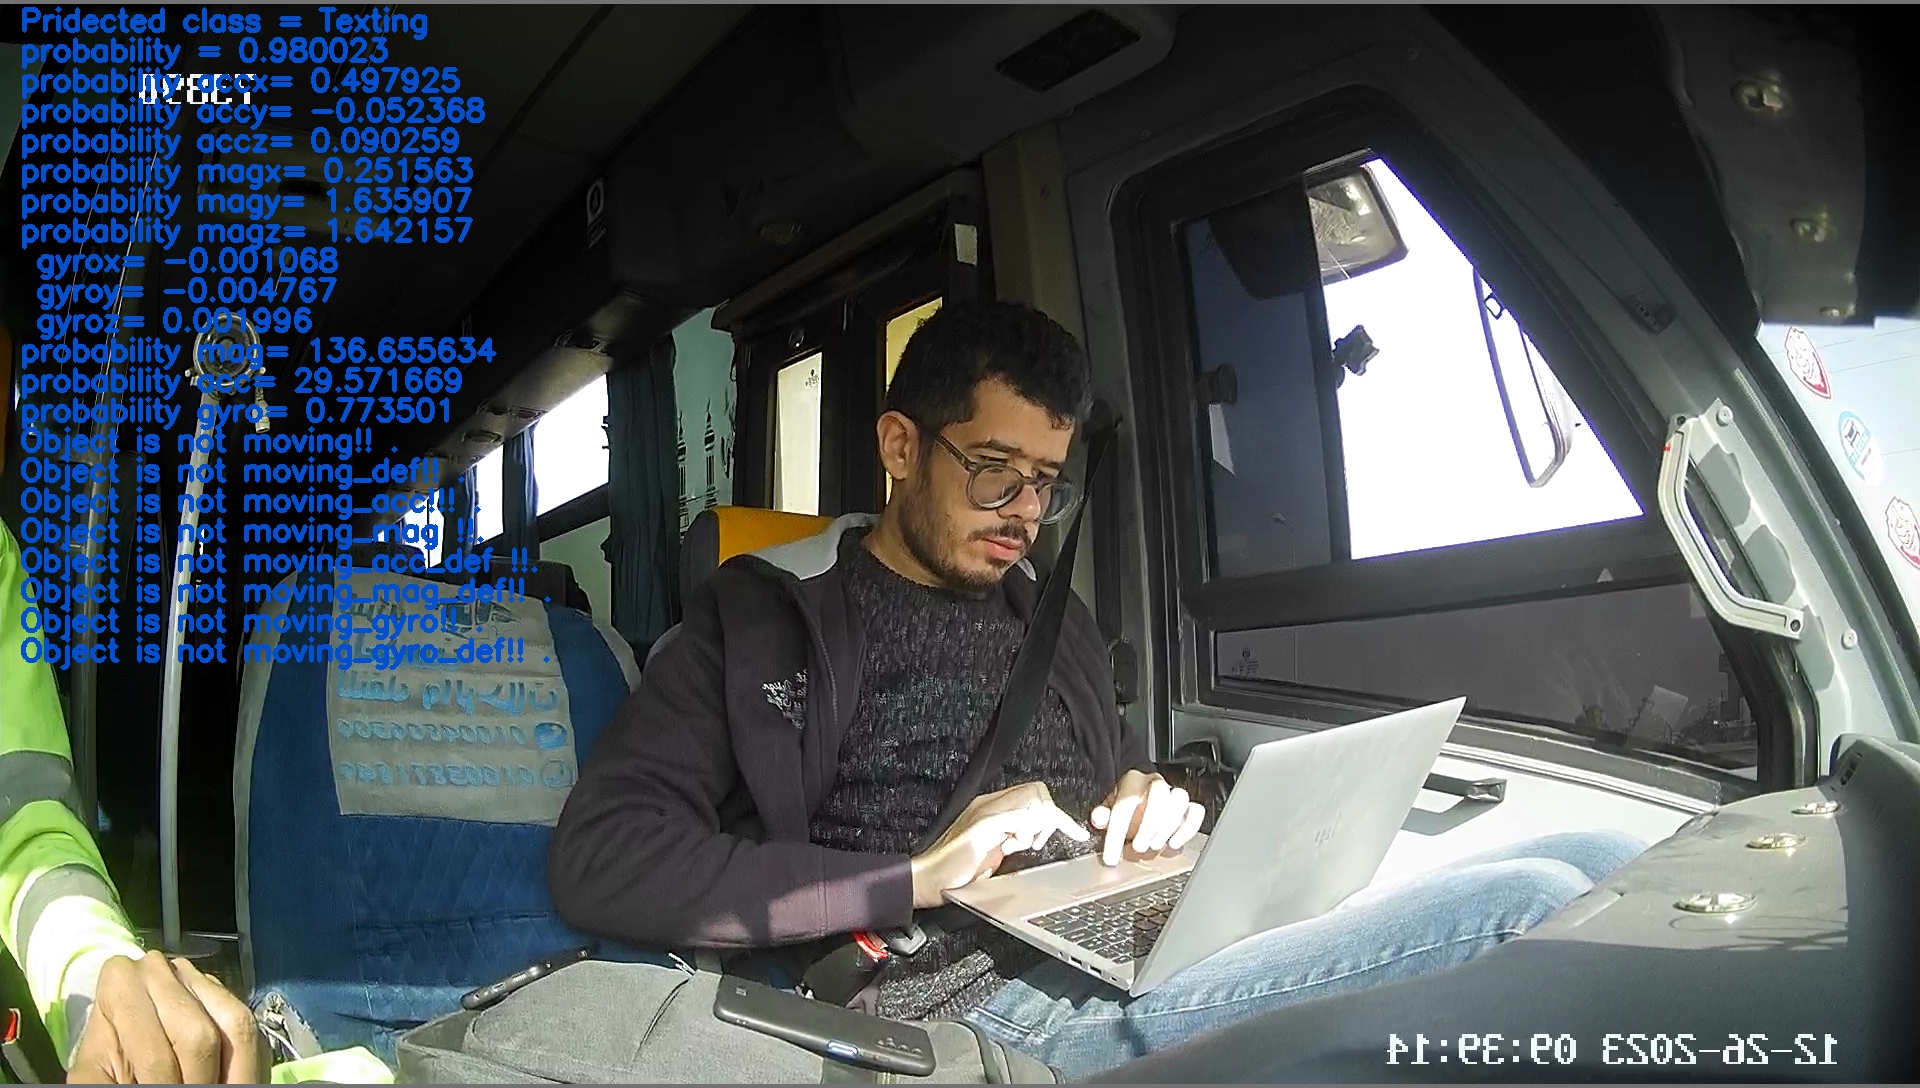 Pridected class = Texting
probability = 0.980023
probability accx= 0.497925
probability accy= -0.052368
probability accz= 0.090259
probability magx= 0.251563
probability magy= 1.635907
probability magz= 1.642157
gyrox= -0.001068
gyroy= -0.004767
gyroz= 0.001996
probability mag= 136.655634
probability acc= 29.571669
probability gyro= 0.773501
Object is not moving!! .
Object is not moving_def!! .
Object is not moving_acc!!! .
Object is not moving_mag !!.
Object is not moving_acc_def !!.
Object is not moving_mag_def!! .
Object is not moving_gyro!! .
Object is not moving_gyro_def!! .
hp
12-26-2023 09:39:14